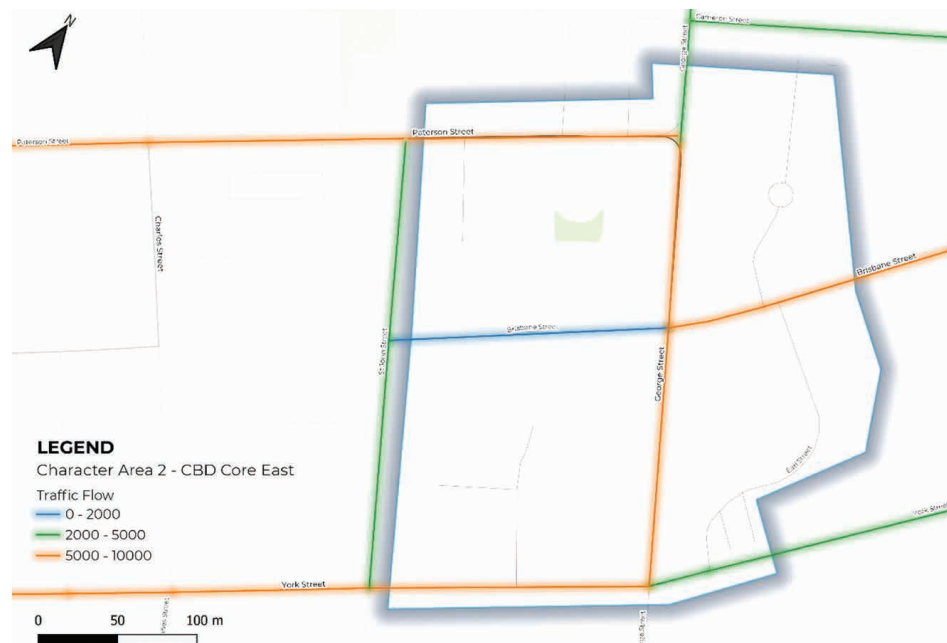 N
Cameron Street
George Street
Paterson Street
Paterson Street
Charles Street
Brisbane Street
Brisbane Street
St John Street
George Street
Earl Street
York Street
York Street
LEGEND
Character Area 2 - CBD Core East
Traffic Flow
0 - 2000
2000 - 5000
5000 - 10000
0 50 100 m